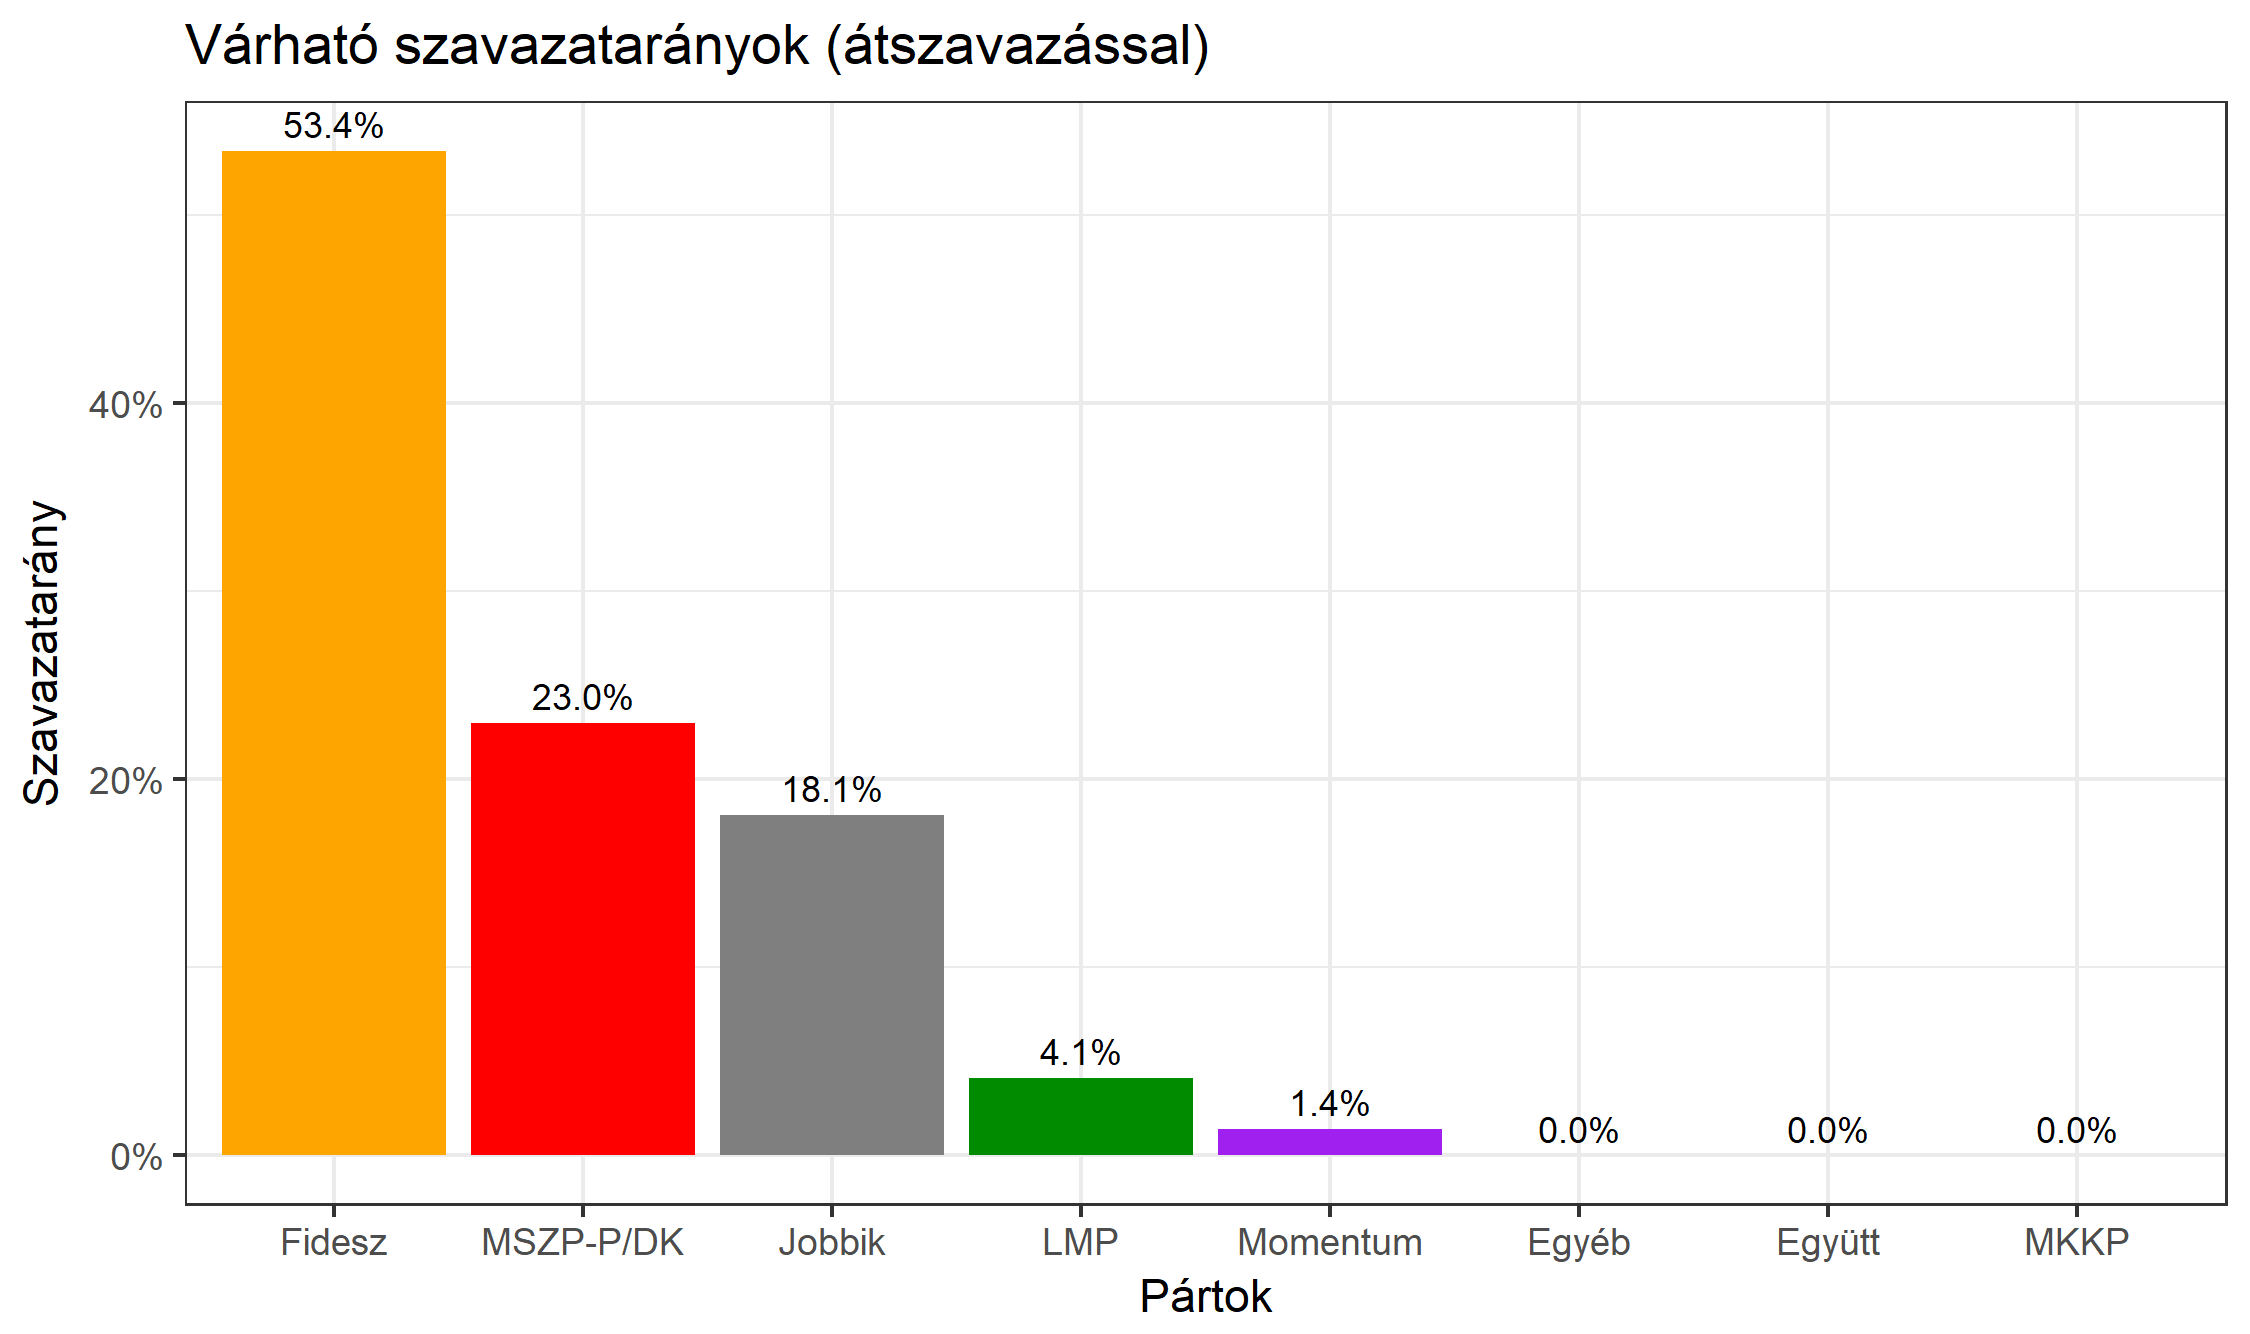 Várható szavazatarányok (átszavazással)
53.4%
23.0%
18.1%
4.1%
1.4%
0.0%
0.0%
0.0%
40%
20%
0%
Szavazatarány
Fidesz
MSZP-P/DK
Jobbik
LMP
Momentum
Egyéb
Együtt
MKKP
Pártok